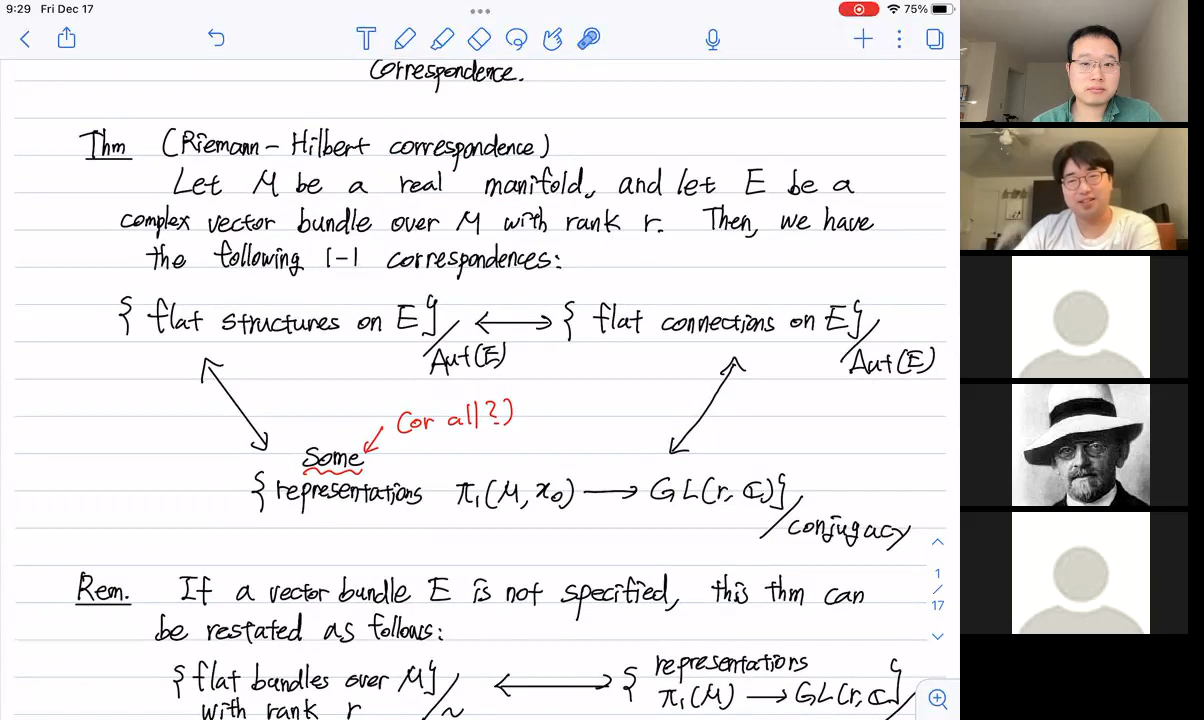 9:29 Fri Dec 17
75%
Correspondence.
Thm (Riemann-Hilbert correspondence)
Let M be a real manifold, and let E be a
complex vector bundle over M with rank r. Then, we have
the following 1-1 correspondences:
{ flat structures on E}/Aut(E) ⟷ { flat connections on E}/Aut(E)
(or all?)
Some
{ representations π₁(M, x₀) ⟶ GL(r, ℂ)}/conjugacy
1
/
17
Rem. If a vector bundle E is not specified, this thm can
be restated as follows:
{ flat bundles over M}/~ ⟷ { representations
with rank r π₁(M) ⟶ GL(r, ℂ)}/